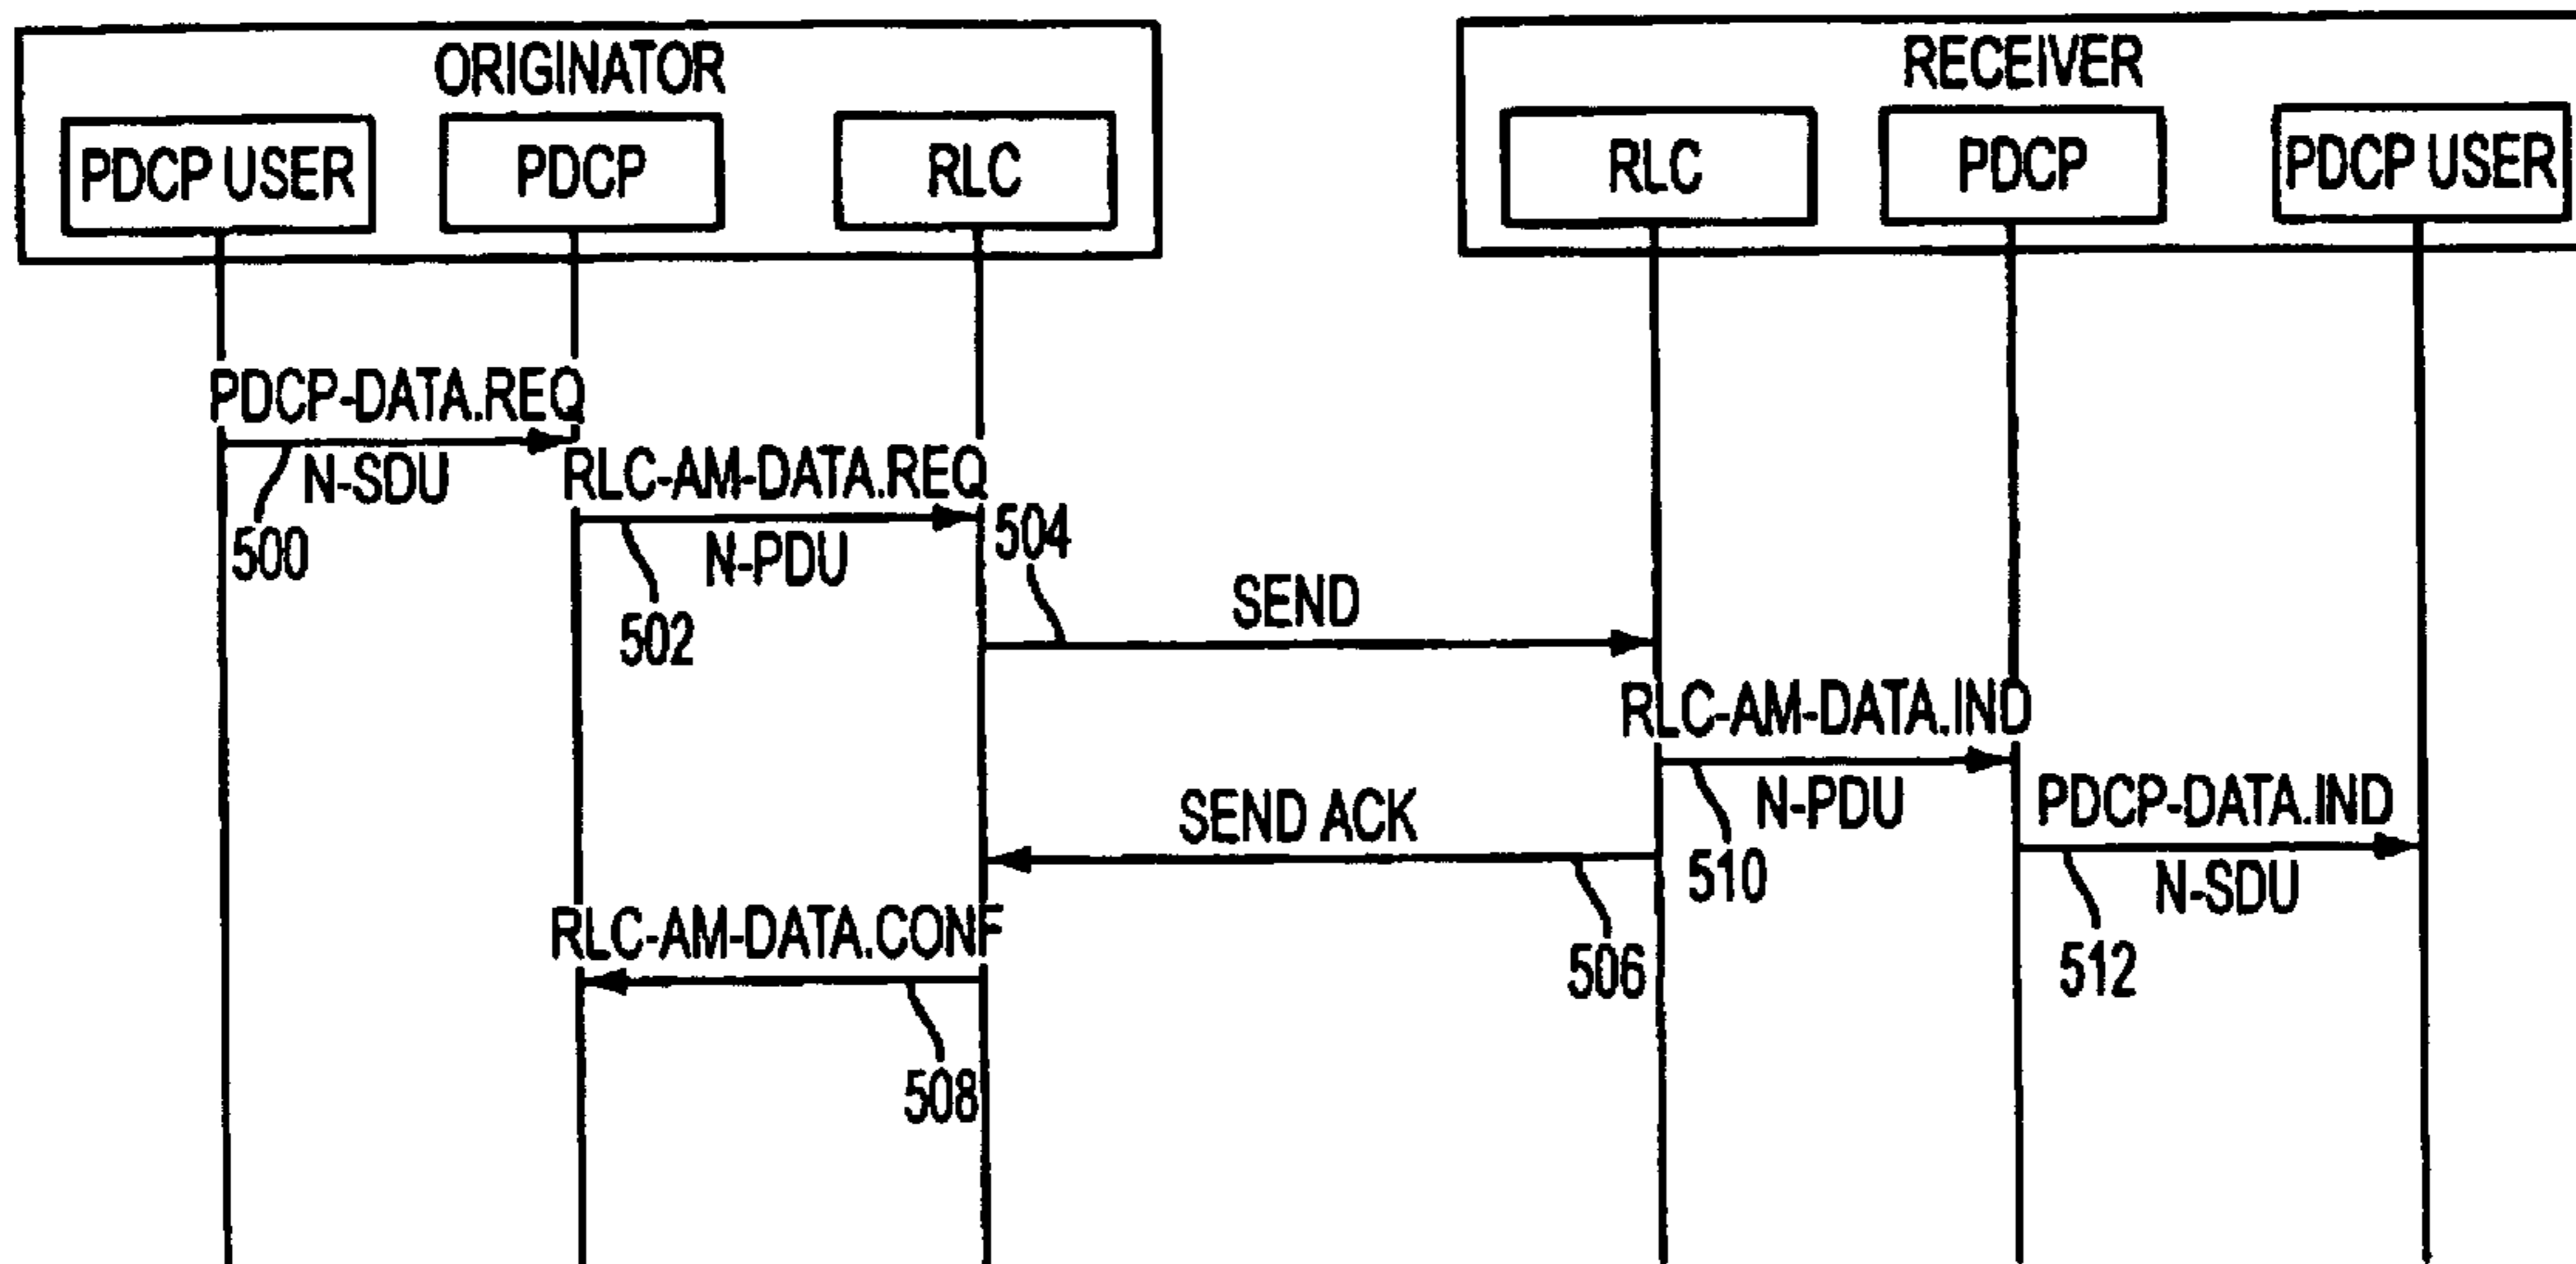 ORIGINATOR
RECEIVER
PDCP USER
PDCP
RLC
RLC
PDCP
PDCP USER
PDCP-DATA.REQ
N-SDU
500
RLC-AM-DATA.REQ
N-PDU
502
504
SEND
RLC-AM-DATA.IND
N-PDU
510
SEND ACK
506
PDCP-DATA.IND
N-SDU
512
RLC-AM-DATA.CONF
508